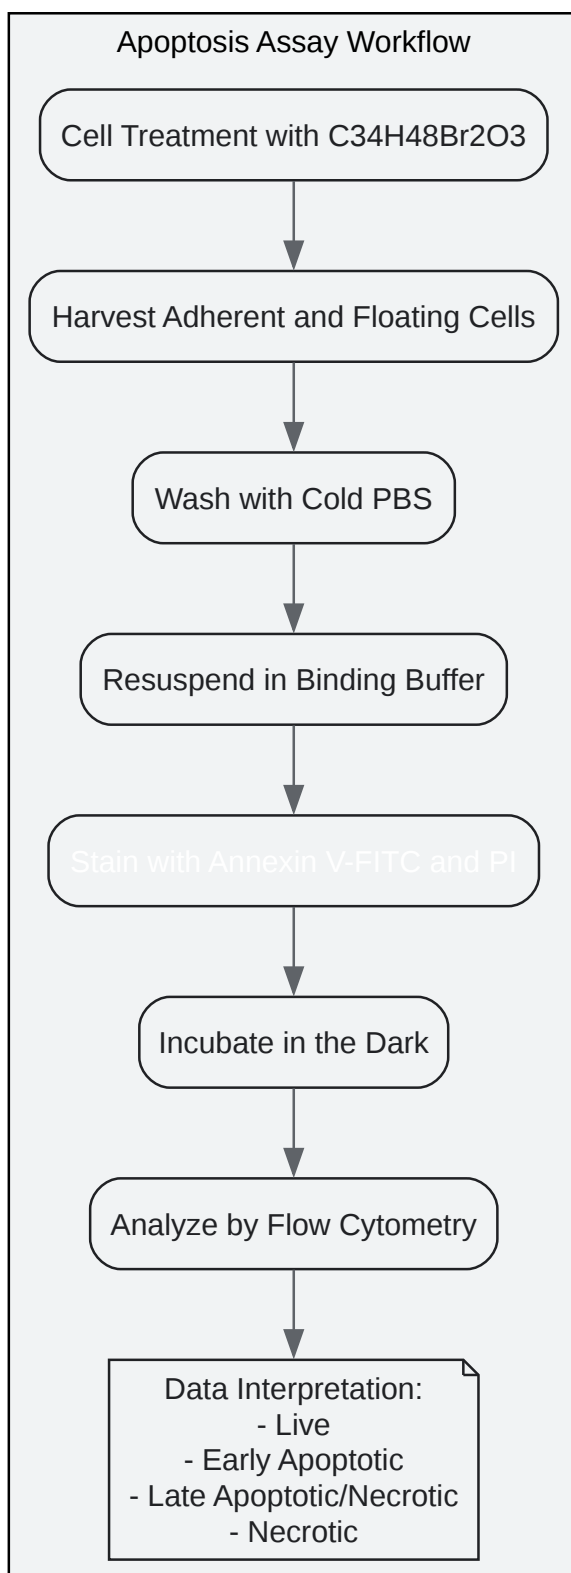 Apoptosis Assay Workflow
Cell Treatment with C34H48Br2O3
Harvest Adherent and Floating Cells
Wash with Cold PBS
Resuspend in Binding Buffer
Stain with Annexin V-FITC and PI
Incubate in the Dark
Analyze by Flow Cytometry
Data Interpretation:
- Live
- Early Apoptotic
- Late Apoptotic/Necrotic
- Necrotic